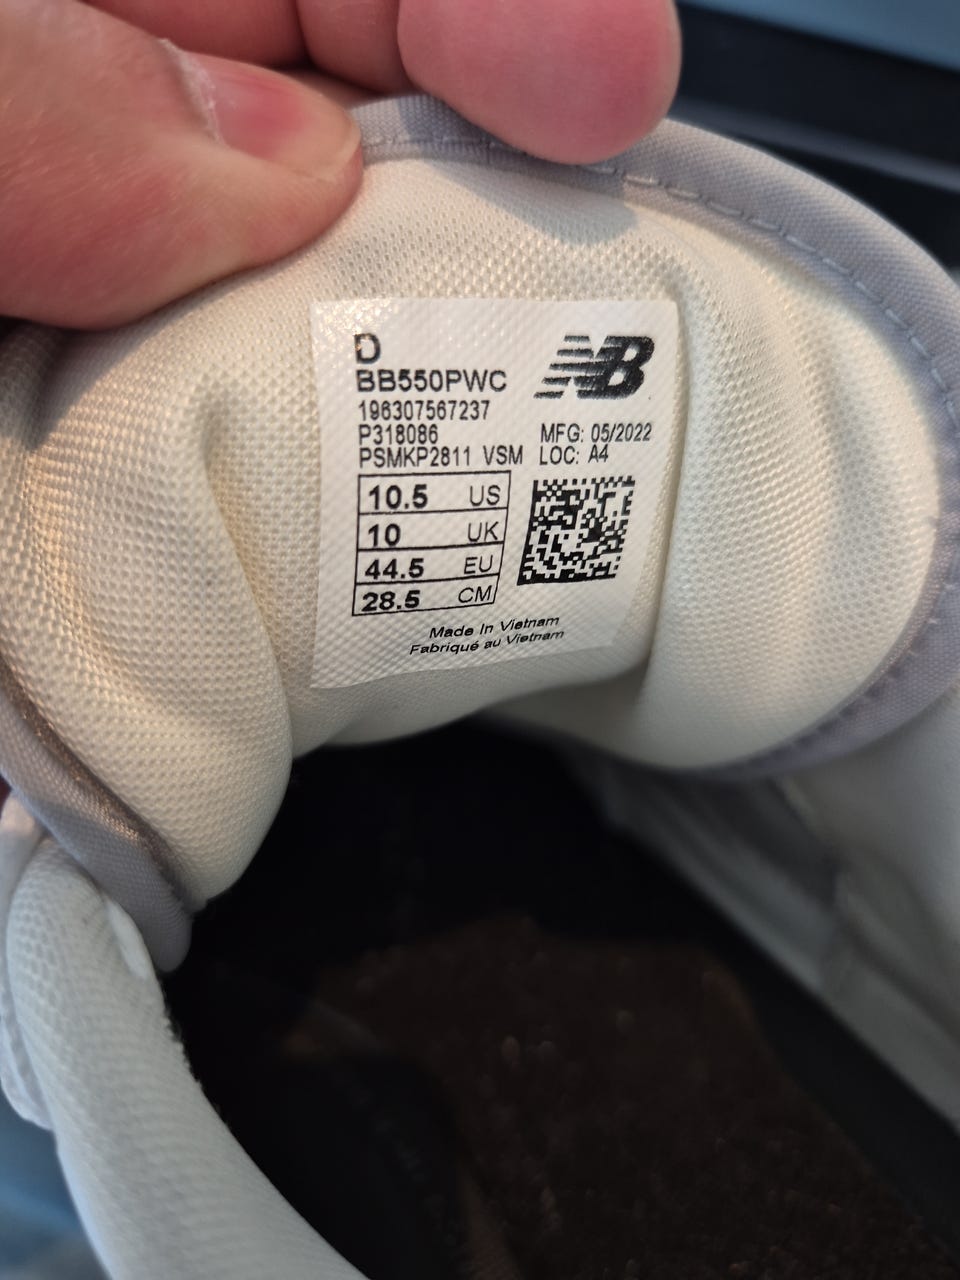 D
BB550PWC
196307567237
P318086
PSMKP2811 VSM
NB
MFG: 05/2022
LOC: A4
10.5 US
10 UK
44.5 EU
28.5 CM
Made In Vietnam
Fabriqué au Vietnam